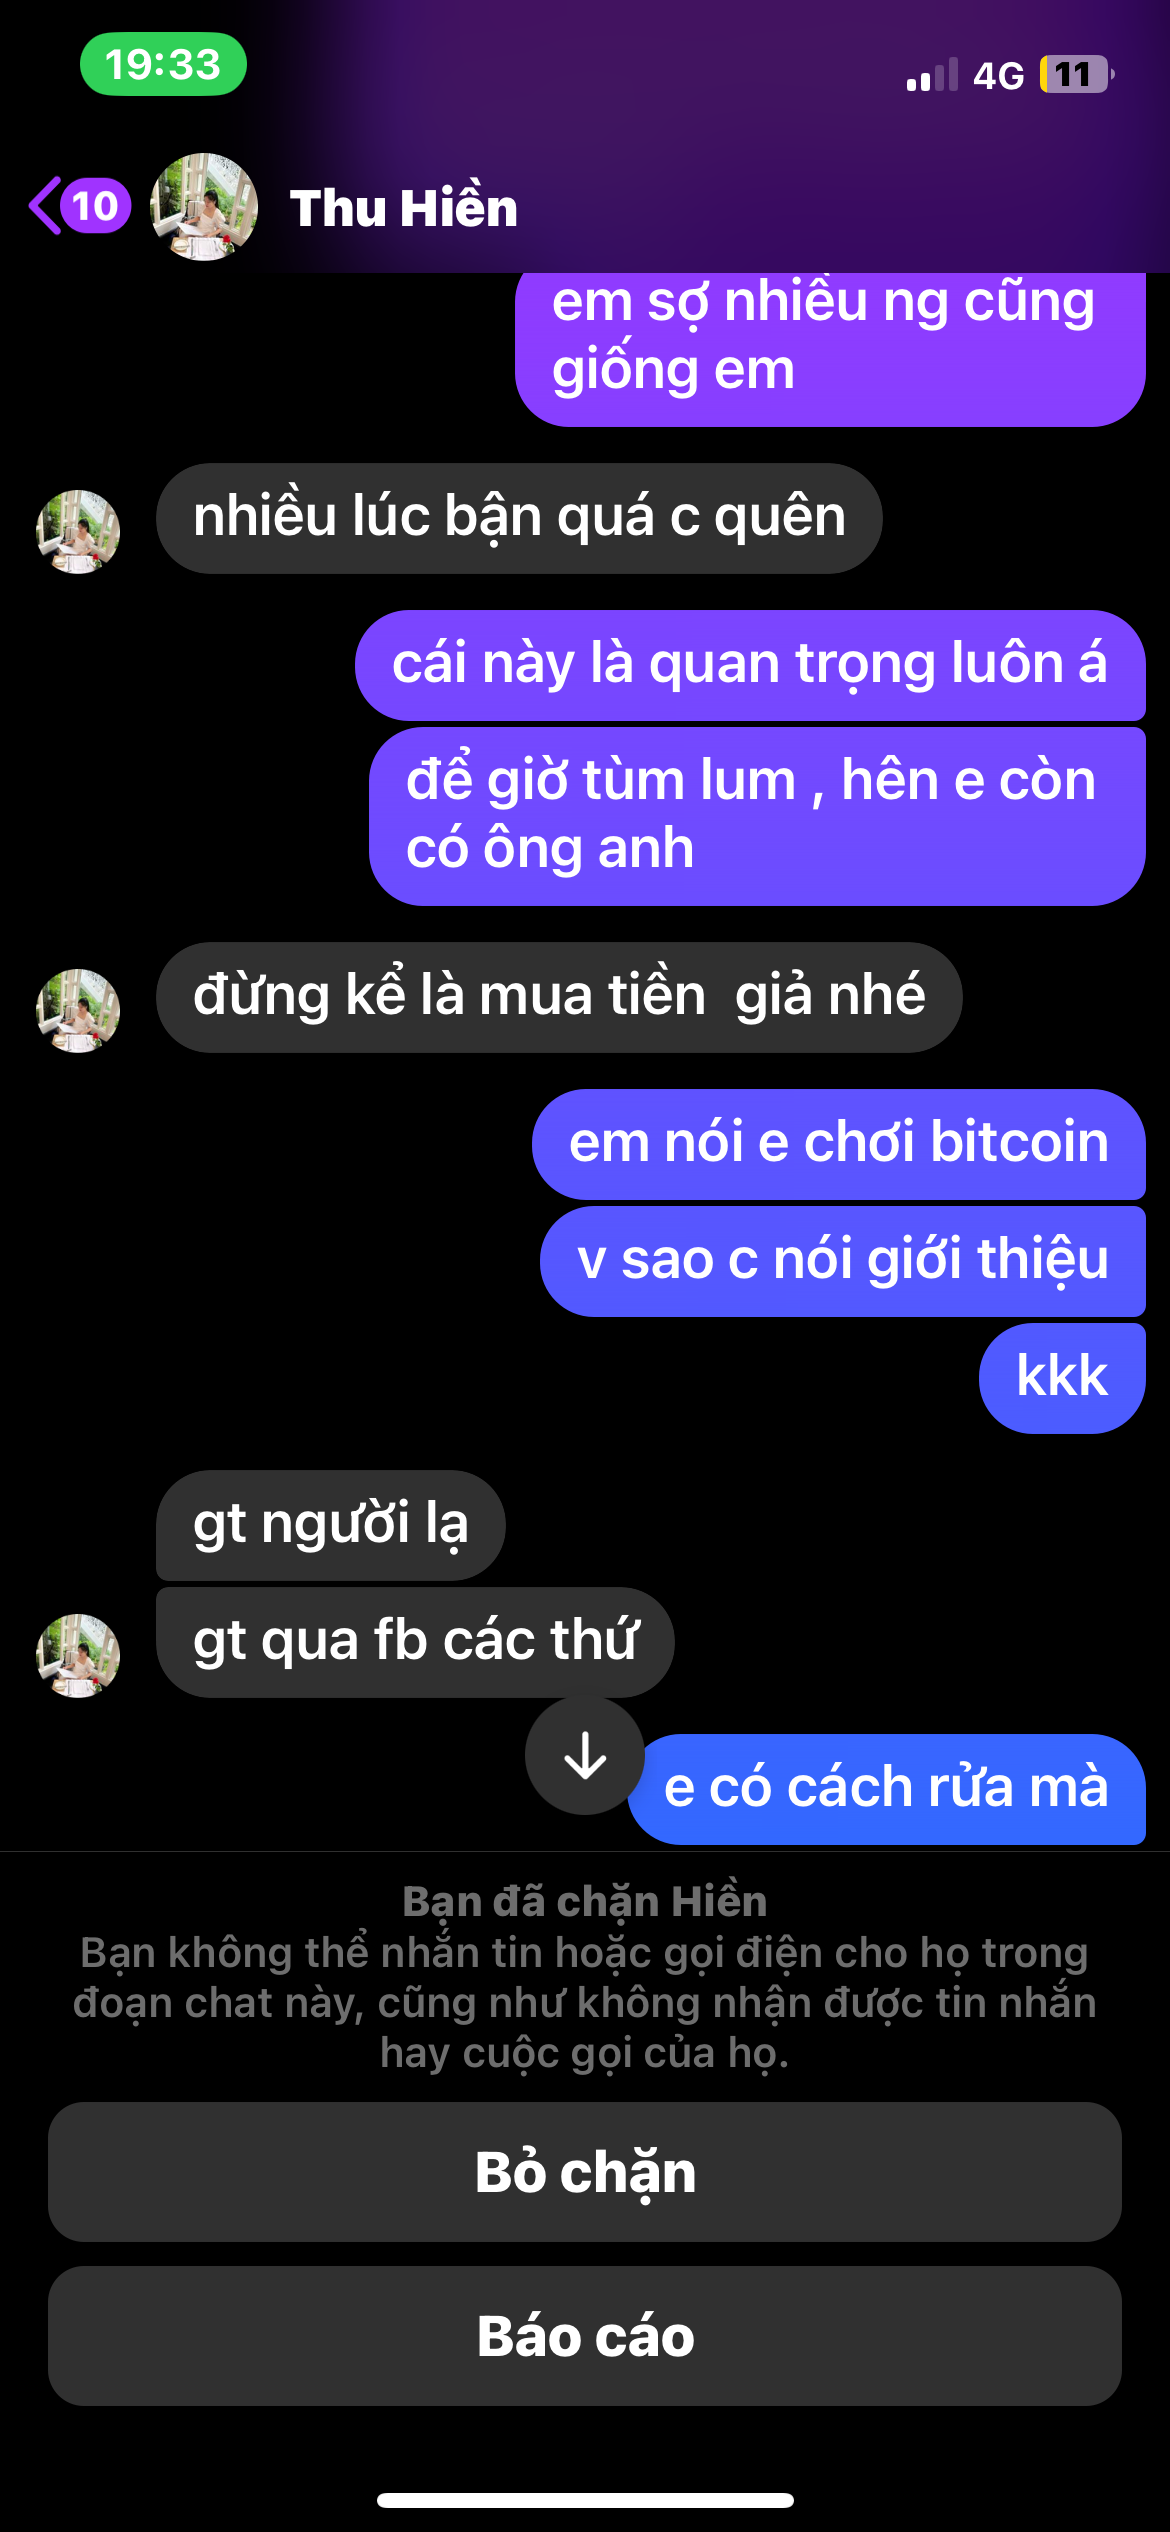 19:33
4G
11
10
Thu Hiền
em sợ nhiều ng cũng
giống em
nhiều lúc bận quá c quên
cái này là quan trọng luôn á
để giờ tùm lum , hên e còn
có ông anh
đừng kể là mua tiền  giả nhé
em nói e chơi bitcoin
v sao c nói giới thiệu
kkk
gt người lạ
gt qua fb các thứ
e có cách rửa mà
Bạn đã chặn Hiền
Bạn không thể nhắn tin hoặc gọi điện cho họ trong
đoạn chat này, cũng như không nhận được tin nhắn
hay cuộc gọi của họ.
Bỏ chặn
Báo cáo